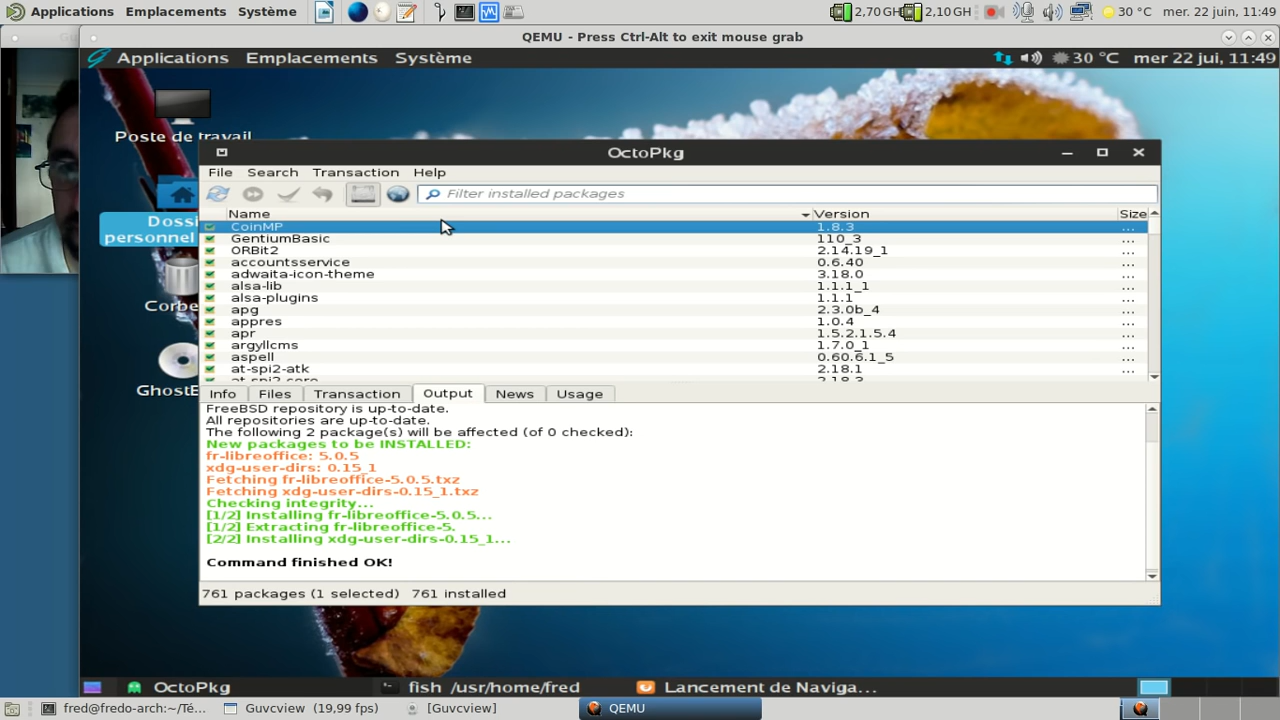 Applications Emplacements Système 2,70 GH 2,10 GH 30 °C mer. 22 juin, 11:49
QEMU - Press Ctrl-Alt to exit mouse grab
Applications Emplacements Système 30 °C mer 22 jui, 11:49
Poste de travail
Dossi
personnel
Corbe
GhostB
OctoPkg
File Search Transaction Help
Filter installed packages
Name Version Size
CoinMP 1.8.3 ...
GentiumBasic 110_3 ...
ORBit2 2.14.19_1 ...
accountsservice 0.6.40 ...
adwaita-icon-theme 3.18.0 ...
alsa-lib 1.1.1_1 ...
alsa-plugins 1.1.1 ...
apg 2.3.0b_4 ...
appres 1.0.4 ...
apr 1.5.2.1.5.4 ...
argyllcms 1.7.0_1 ...
aspell 0.60.6.1_5 ...
at-spi2-atk 2.18.1 ...
at-spi2-core 2.18.3
Info Files Transaction Output News Usage
FreeBSD repository is up-to-date.
All repositories are up-to-date.
The following 2 package(s) will be affected (of 0 checked):
New packages to be INSTALLED:
fr-libreoffice: 5.0.5
xdg-user-dirs: 0.15_1
Fetching fr-libreoffice-5.0.5.txz
Fetching xdg-user-dirs-0.15_1.txz
Checking integrity...
[1/2] Installing fr-libreoffice-5.0.5...
[1/2] Extracting fr-libreoffice-5.
[2/2] Installing xdg-user-dirs-0.15_1...
Command finished OK!
761 packages (1 selected) 761 installed
OctoPkg fish /usr/home/fred Lancement de Naviga...
fred@fredo-arch:~/Té... Guvcview (19,99 fps) [Guvcview] QEMU